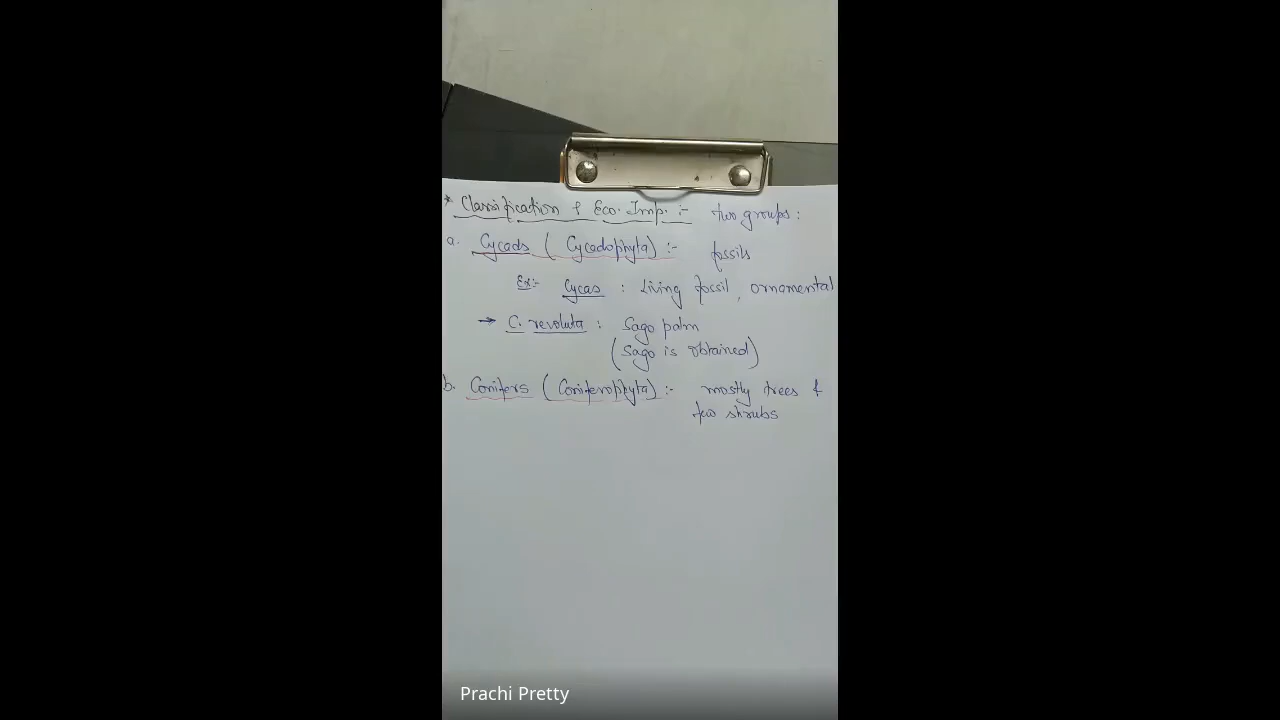 * Classification & Eco. Imp. :- two groups :
a. Cycads ( Cycadophyta) :- fossils
Ex:- Cycas : Living fossil, ornamental
→ C. revoluta : Sago palm
(Sago is obtained)
b. Conifers ( Coniferophyta) :- mostly trees &
few shrubs
Prachi Pretty